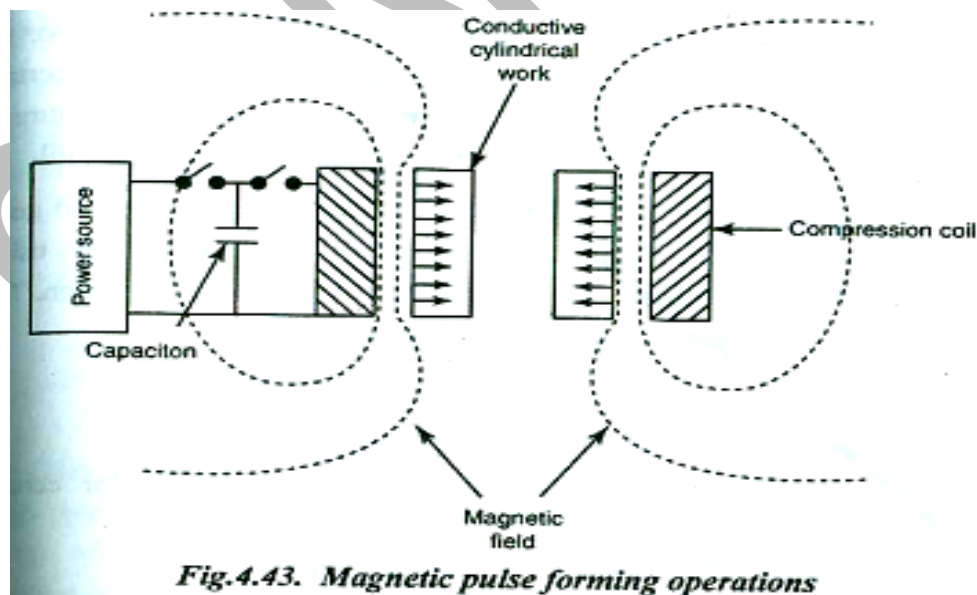 Conductive
cylindrical
work
Power source
Compression coil
Capaciton
Magnetic
field
Fig.4.43. Magnetic pulse forming operations